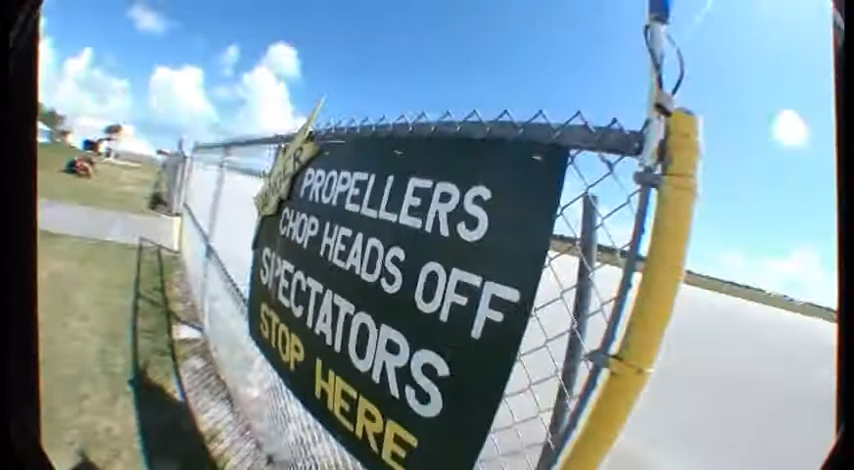 PROPELLERS
CHOP HEADS OFF
SPECTATORS
STOP HERE